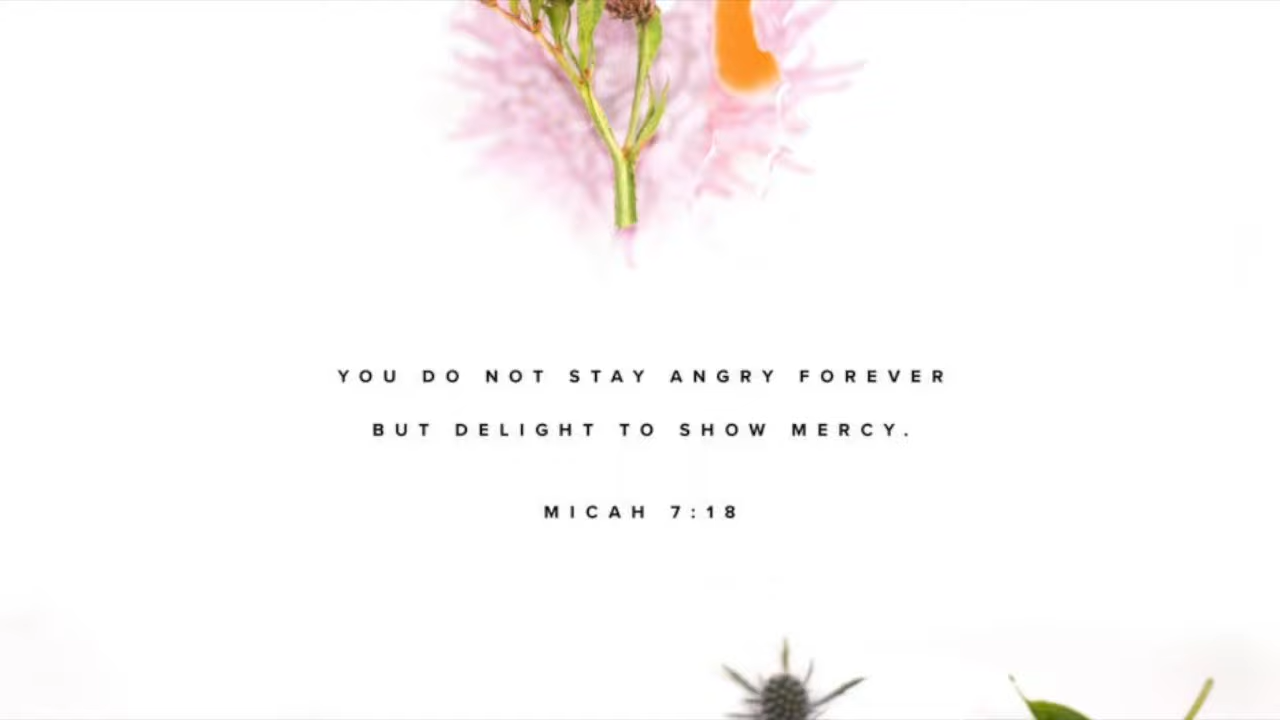 YOU DO NOT STAY ANGRY FOREVER
BUT DELIGHT TO SHOW MERCY.
MICAH 7:18